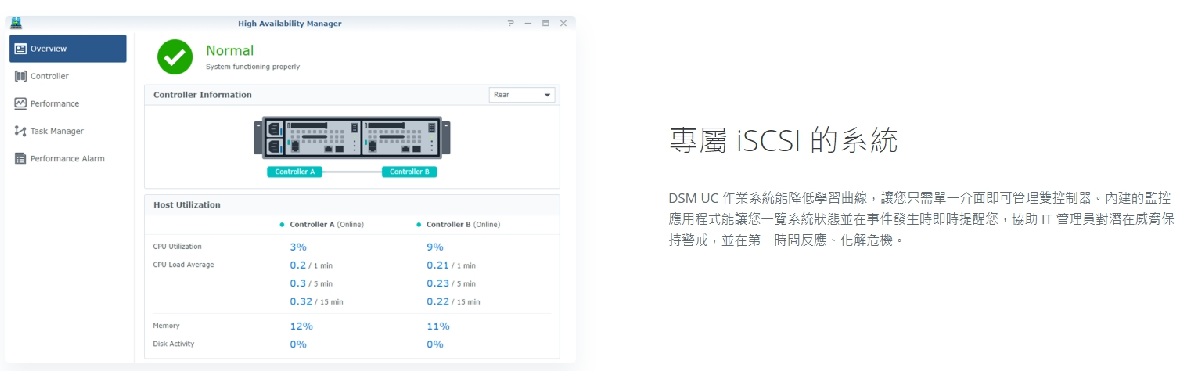 High Availability Manager
Overview
Controller
Performance
Task Manager
Performance Alarm
Normal
System functioning properly
Controller Information
Rear
Controller A
Controller B
Host Utilization
Controller A (Online) Controller B (Online)
CPU Utilization 3% 9%
CPU Load Average 0.2 / 1 min 0.21 / 1 min
0.3 / 5 min 0.23 / 5 min
0.32 / 15 min 0.22 / 15 min
Memory 12% 11%
Disk Activity 0% 0%
專屬 iSCSI 的系統
DSM UC 作業系統能降低學習曲線，讓您只需單一介面即可管理雙控制器、內建的監控
應用程式能讓您一覽系統狀態並在事件發生時即時提醒您，協助 IT 管理員對潛在威脅保
持警戒，並在第一時間反應、化解危機。